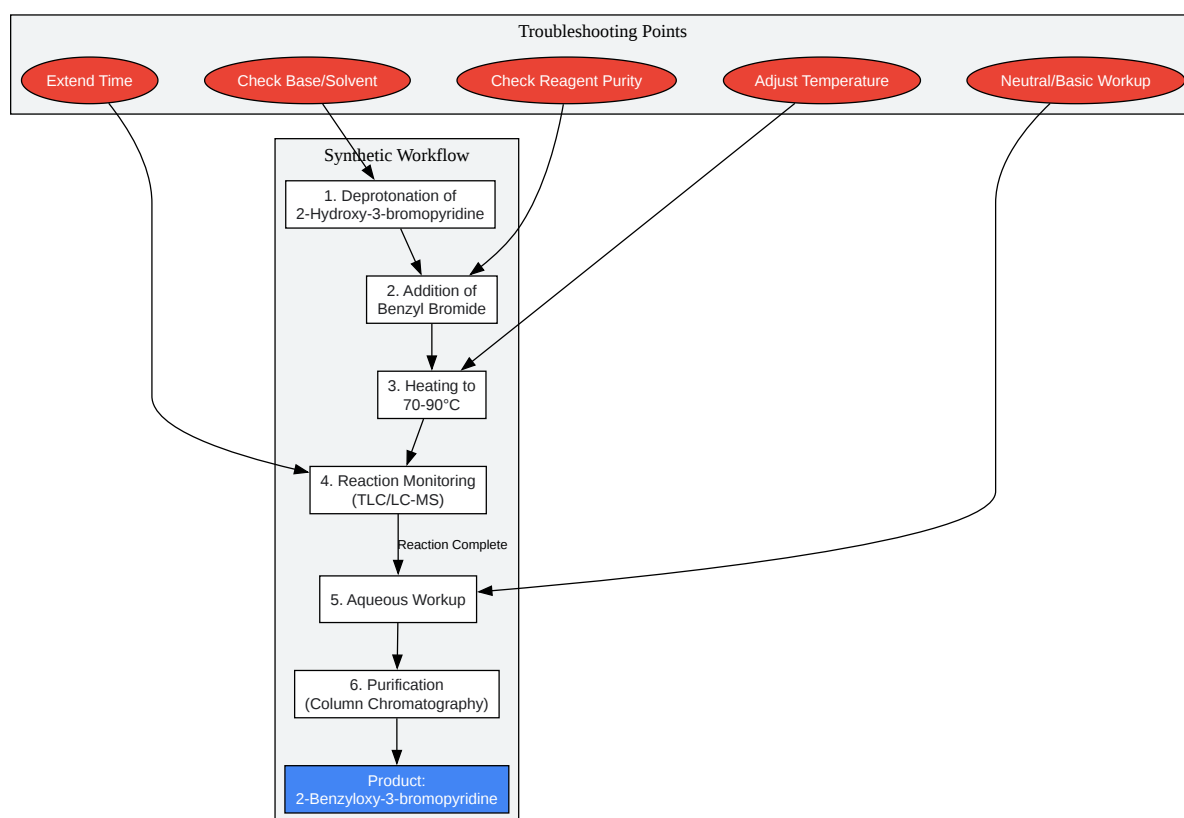 Troubleshooting Points
Extend Time
Check Base/Solvent
Check Reagent Purity
Adjust Temperature
Neutral/Basic Workup
Synthetic Workflow
1. Deprotonation of
2-Hydroxy-3-bromopyridine
2. Addition of
Benzyl Bromide
3. Heating to
70-90°C
4. Reaction Monitoring
(TLC/LC-MS)
Reaction Complete
5. Aqueous Workup
6. Purification
(Column Chromatography)
Product:
2-Benzyloxy-3-bromopyridine